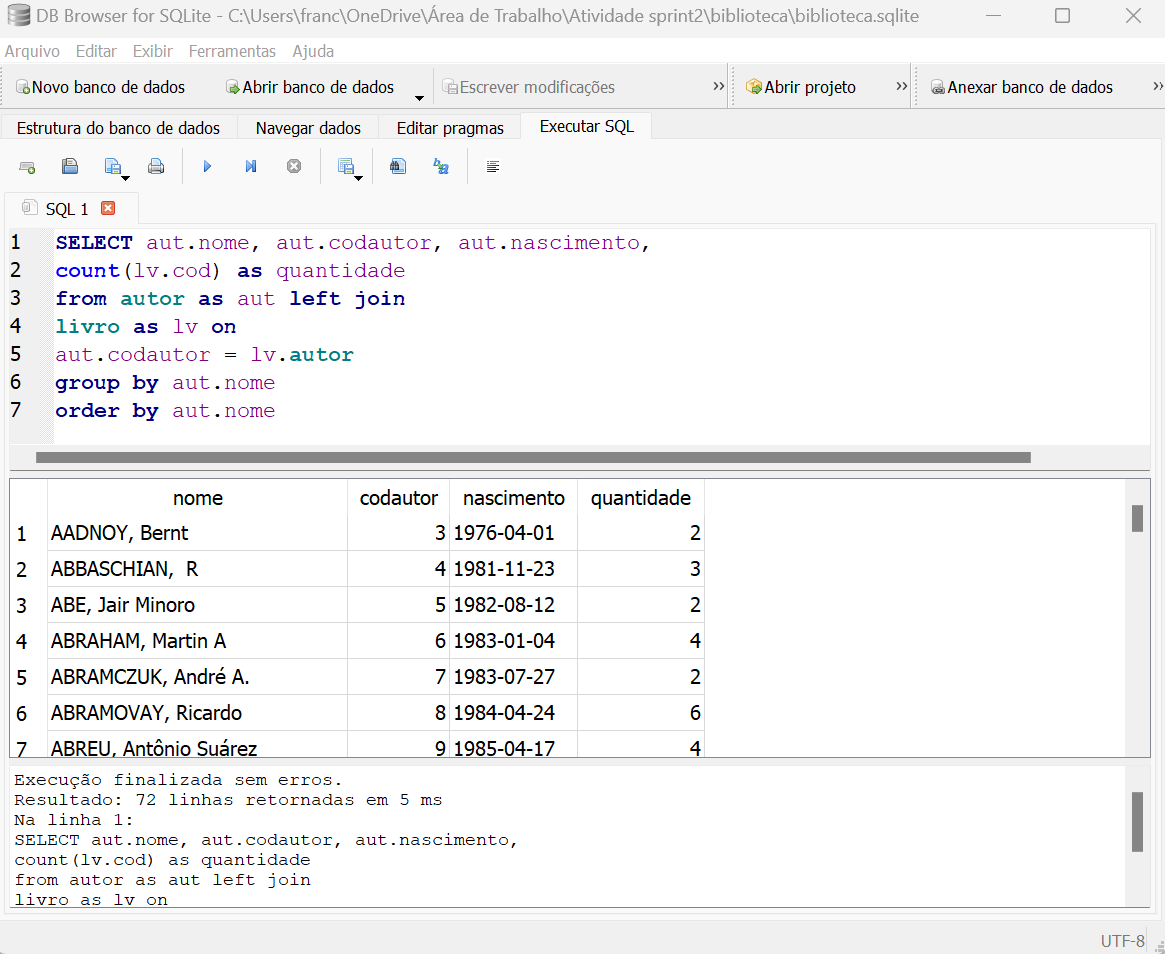 DB Browser for SQLite - C:\Users\franc\OneDrive\Área de Trabalho\Atividade sprint2\biblioteca\biblioteca.sqlite
Arquivo Editar Exibir Ferramentas Ajuda
Novo banco de dados Abrir banco de dados Escrever modificações » Abrir projeto » Anexar banco de dados »
Estrutura do banco de dados Navegar dados Editar pragmas Executar SQL
SQL 1
1 SELECT aut.nome, aut.codautor, aut.nascimento,
2 count(lv.cod) as quantidade
3 from autor as aut left join
4 livro as lv on
5 aut.codautor = lv.autor
6 group by aut.nome
7 order by aut.nome
nome codautor nascimento quantidade
1 AADNOY, Bernt 3 1976-04-01 2
2 ABBASCHIAN,  R 4 1981-11-23 3
3 ABE, Jair Minoro 5 1982-08-12 2
4 ABRAHAM, Martin A 6 1983-01-04 4
5 ABRAMCZUK, André A. 7 1983-07-27 2
6 ABRAMOVAY, Ricardo 8 1984-04-24 6
7 ABREU, Antônio Suárez 9 1985-04-17 4
Execução finalizada sem erros.
Resultado: 72 linhas retornadas em 5 ms
Na linha 1:
SELECT aut.nome, aut.codautor, aut.nascimento,
count(lv.cod) as quantidade
from autor as aut left join
livro as lv on
UTF-8